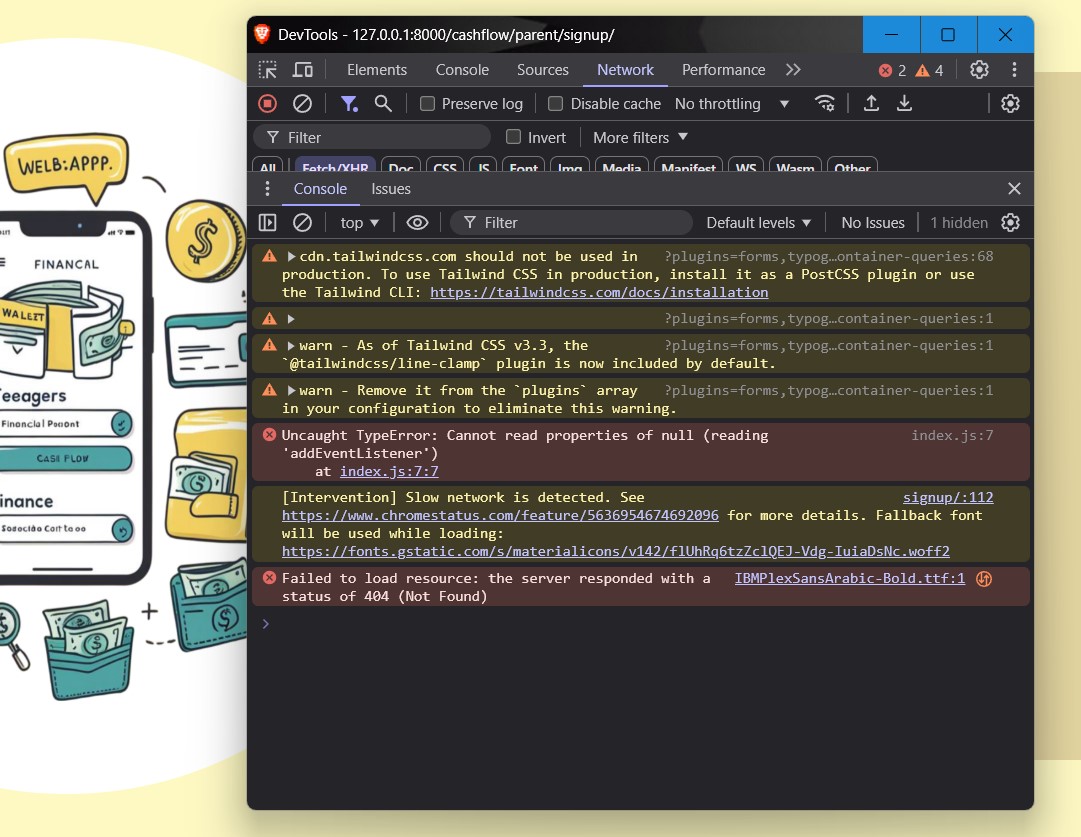 DevTools - 127.0.0.1:8000/cashflow/parent/signup/
Elements Console Sources Network Performance 2 4
Preserve log Disable cache No throttling
Filter Invert More filters
All Fetch/XHR Doc CSS JS Font Img Media Manifest WS Wasm Other
Console Issues
top Filter Default levels No Issues 1 hidden
cdn.tailwindcss.com should not be used in ?plugins=forms,typog…ontainer-queries:68
production. To use Tailwind CSS in production, install it as a PostCSS plugin or use
the Tailwind CLI: https://tailwindcss.com/docs/installation
?plugins=forms,typog…container-queries:1
warn - As of Tailwind CSS v3.3, the ?plugins=forms,typog…container-queries:1
`@tailwindcss/line-clamp` plugin is now included by default.
warn - Remove it from the `plugins` array ?plugins=forms,typog…container-queries:1
in your configuration to eliminate this warning.
Uncaught TypeError: Cannot read properties of null (reading index.js:7
'addEventListener')
at index.js:7:7
[Intervention] Slow network is detected. See signup/:112
https://www.chromestatus.com/feature/5636954674692096 for more details. Fallback font
will be used while loading:
https://fonts.gstatic.com/s/materialicons/v142/flUhRq6tzZclQEJ-Vdg-IuiaDsNc.woff2
Failed to load resource: the server responded with a IBMPlexSansArabic-Bold.ttf:1
status of 404 (Not Found)
WELB:APPP.
FINANCAL
WALEET
Teeagers
Financlal Paront
CASH FLOW
inance